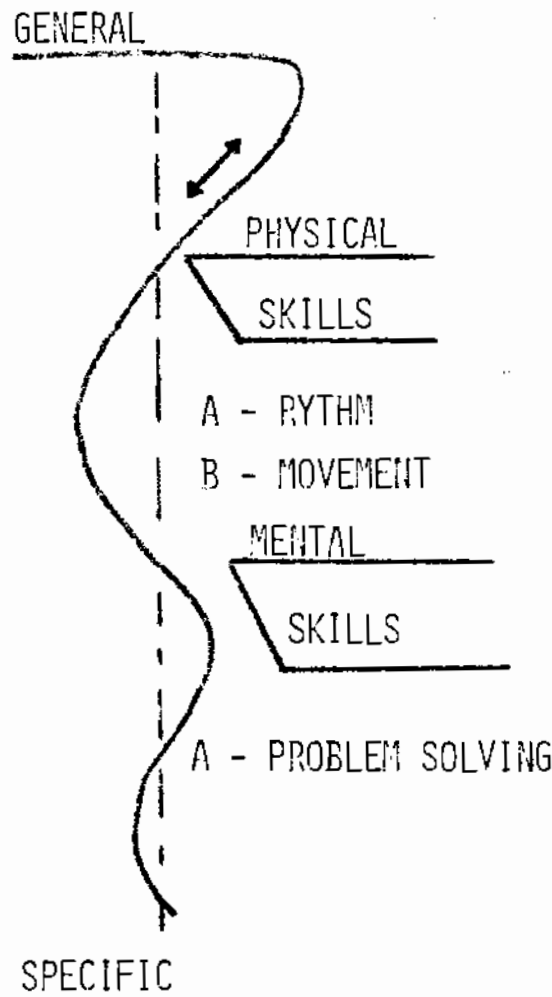 GENERAL
PHYSICAL
SKILLS
A - RYTHM
B - MOVEMENT
MENTAL
SKILLS
A - PROBLEM SOLVING
SPECIFIC